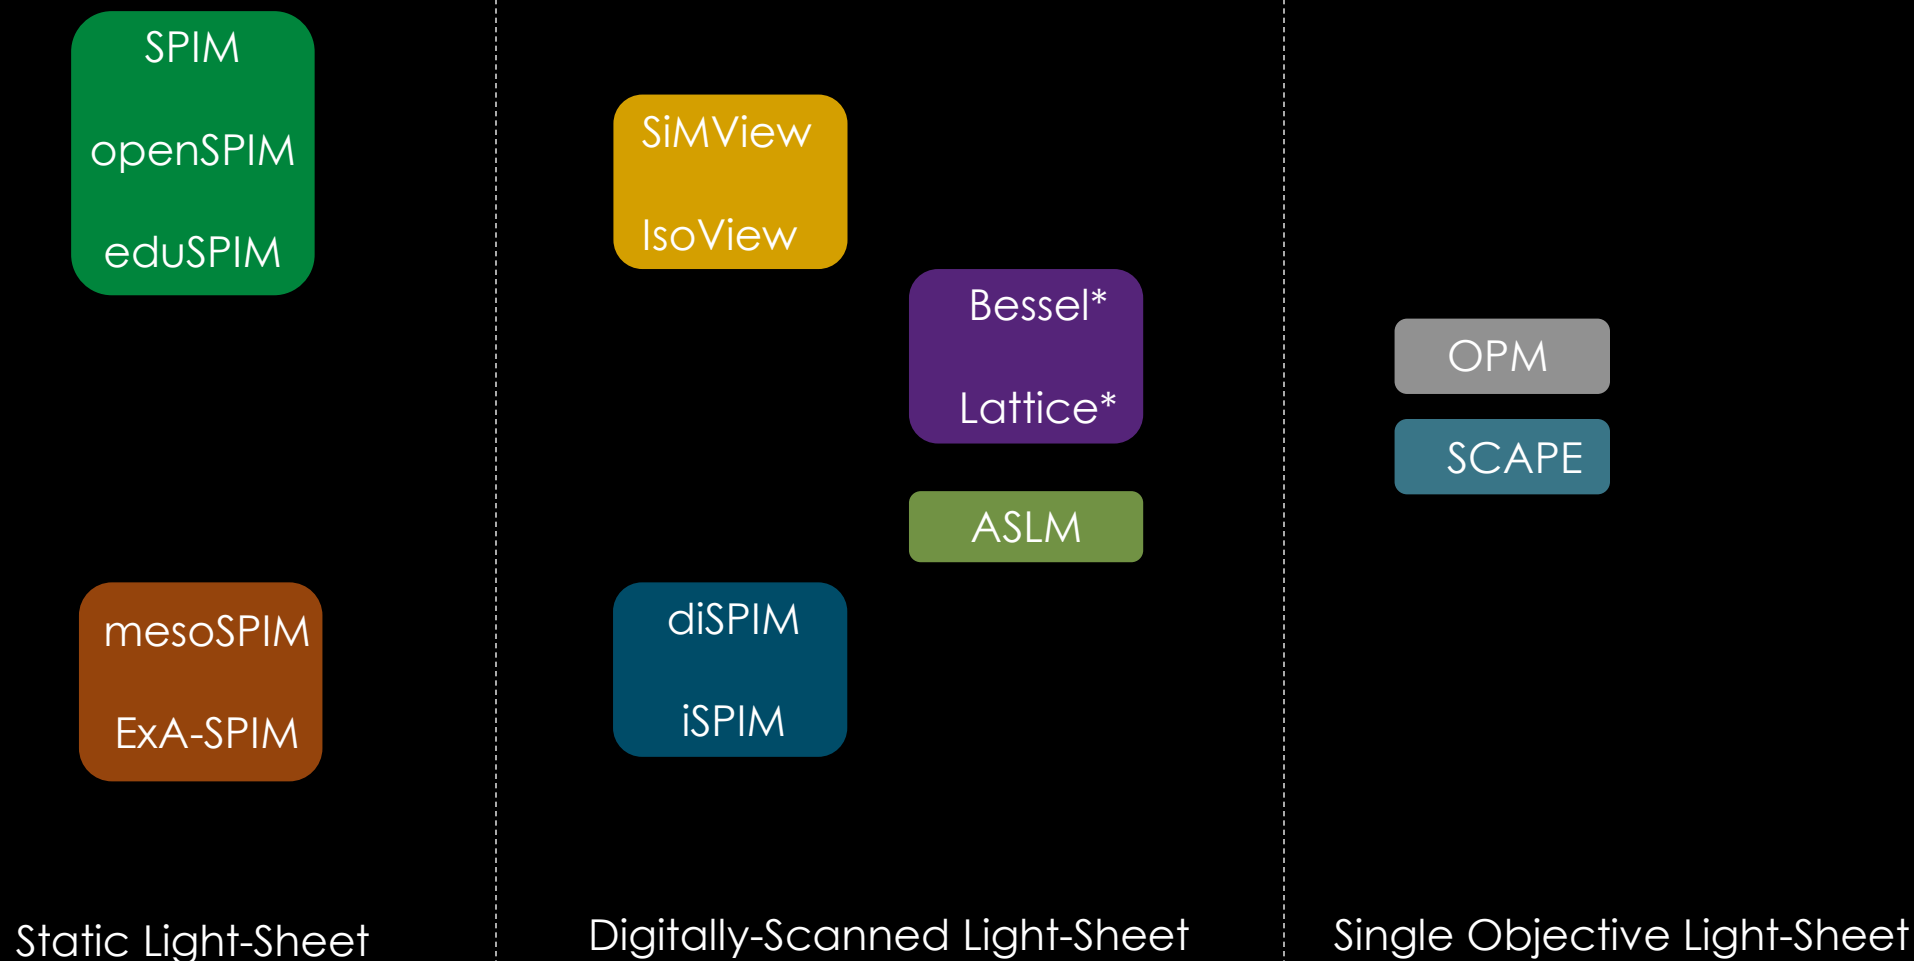 SPIM
openSPIM
eduSPIM
mesoSPIM
ExA-SPIM
Static Light-Sheet
SiMView
IsoView
Bessel*
Lattice*
ASLM
diSPIM
iSPIM
Digitally-Scanned Light-Sheet
OPM
SCAPE
Single Objective Light-Sheet